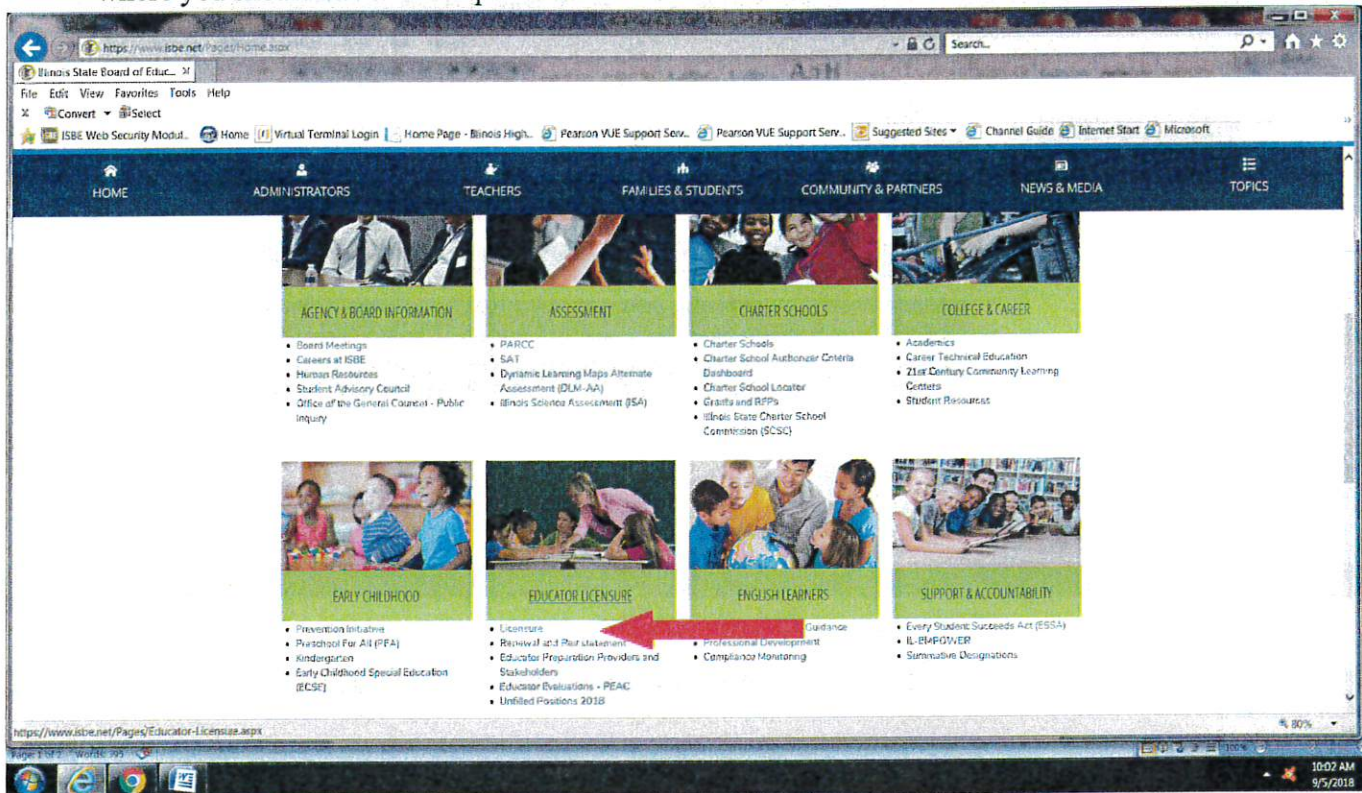 https://www.isbe.net/Pages/Home.aspx
Search...
Illinois State Board of Educ...
File Edit View Favorites Tools Help
x Convert Select
ISBE Web Security Modul... Home Virtual Terminal Login Home Page - Illinois High... Pearson VUE Support Serv... Pearson VUE Support Serv... Suggested Sites Channel Guide Internet Start Microsoft
HOME ADMINISTRATORS TEACHERS FAMILIES & STUDENTS COMMUNITY & PARTNERS NEWS & MEDIA TOPICS
AGENCY & BOARD INFORMATION
• Board Meetings
• Careers at ISBE
• Human Resources
• Student Advisory Council
• Office of the General Counsel - Public
Inquiry
ASSESSMENT
• PARCC
• SAT
• Dynamic Learning Maps Alternate
Assessment (DLM-AA)
• Illinois Science Assessment (ISA)
CHARTER SCHOOLS
• Charter Schools
• Charter School Authorizer Criteria
Dashboard
• Charter School Locator
• Grants and RFPs
• Illinois State Charter School
Commission (SCSC)
COLLEGE & CAREER
• Academics
• Career Technical Education
• 21st Century Community Learning
Centers
• Student Resources
EARLY CHILDHOOD
• Prevention Initiative
• Preschool For All (PFA)
• Kindergarten
• Early Childhood Special Education
(ECSE)
EDUCATOR LICENSURE
• Licensure
• Renewal and Reinstatement
• Educator Preparation Providers and
Stakeholders
• Educator Evaluations - PEAC
• Unfilled Positions 2018
ENGLISH LEARNERS
Guidance
• Professional Development
• Compliance Monitoring
SUPPORT & ACCOUNTABILITY
• Every Student Succeeds Act (ESSA)
• IL-EMPOWER
• Summative Designations
https://www.isbe.net/Pages/Educator-Licensure.aspx
80%
Page: 1 of 2 Words: 395
100%
10:02 AM
9/5/2018